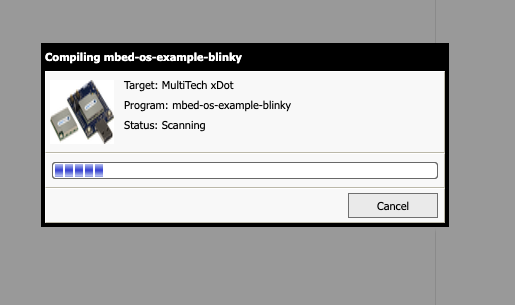 Compiling mbed-os-example-blinky
Target: MultiTech xDot
Program: mbed-os-example-blinky
Status: Scanning
Cancel